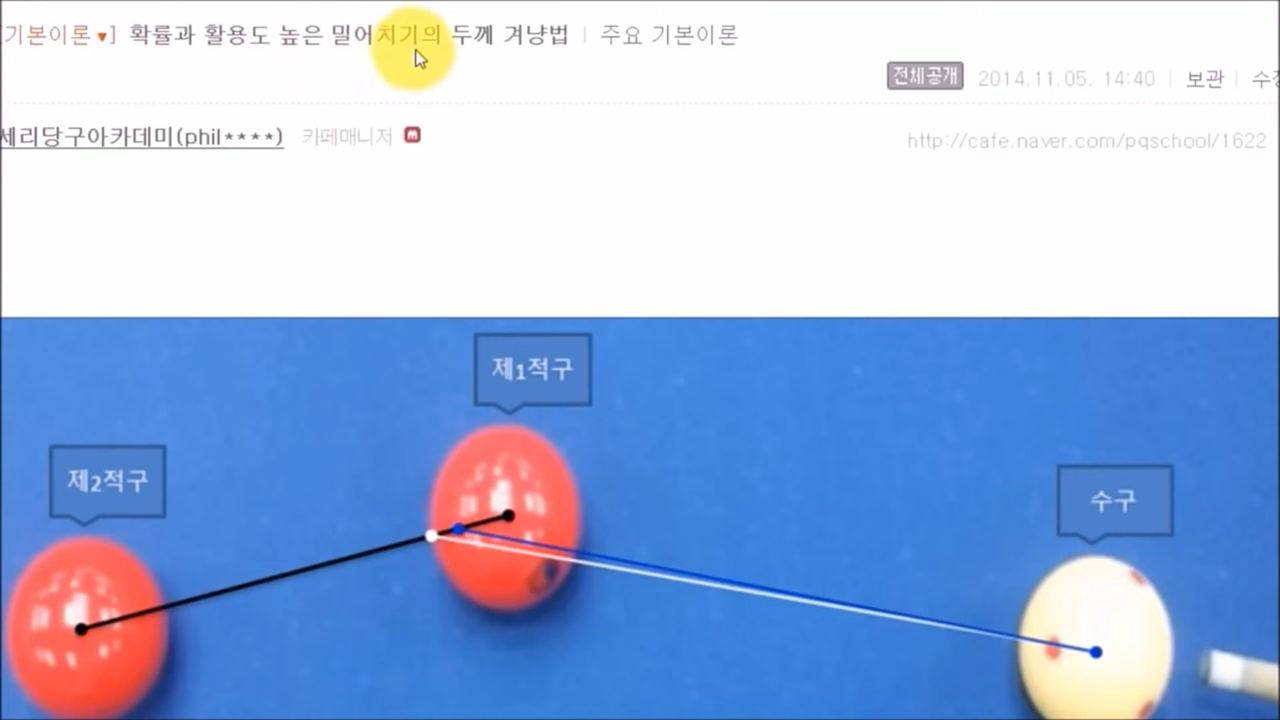 기본이론 ▾] 확률과 활용도 높은 밀어치기의 두께 겨냥법 | 주요 기본이론
전체공개 2014.11.05. 14:40 | 보관 | 수정
세리당구아카데미(phil****) 카페매니저
http://cafe.naver.com/pqschool/1622
제1적구
제2적구
수구